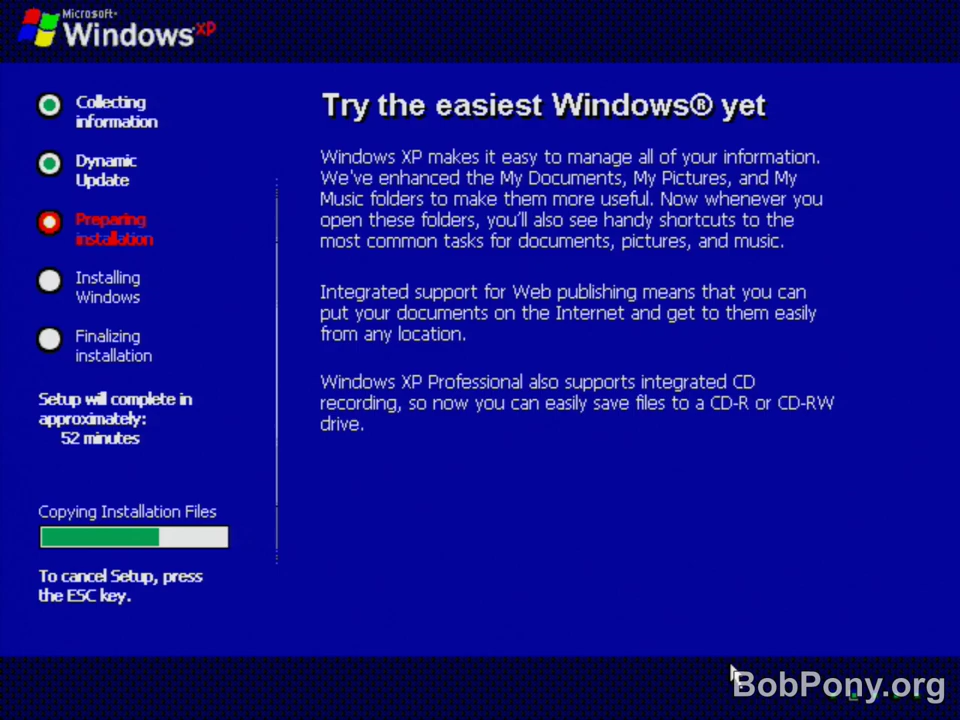 Microsoft
Windows XP
Collecting
information
Dynamic
Update
Preparing
installation
Installing
Windows
Finalizing
installation
Setup will complete in
approximately:
52 minutes
Copying Installation Files
To cancel Setup, press
the ESC key.
Try the easiest Windows® yet
Windows XP makes it easy to manage all of your information.
We've enhanced the My Documents, My Pictures, and My
Music folders to make them more useful. Now whenever you
open these folders, you'll also see handy shortcuts to the
most common tasks for documents, pictures, and music.
Integrated support for Web publishing means that you can
put your documents on the Internet and get to them easily
from any location.
Windows XP Professional also supports integrated CD
recording, so now you can easily save files to a CD-R or CD-RW
drive.
BobPony.org